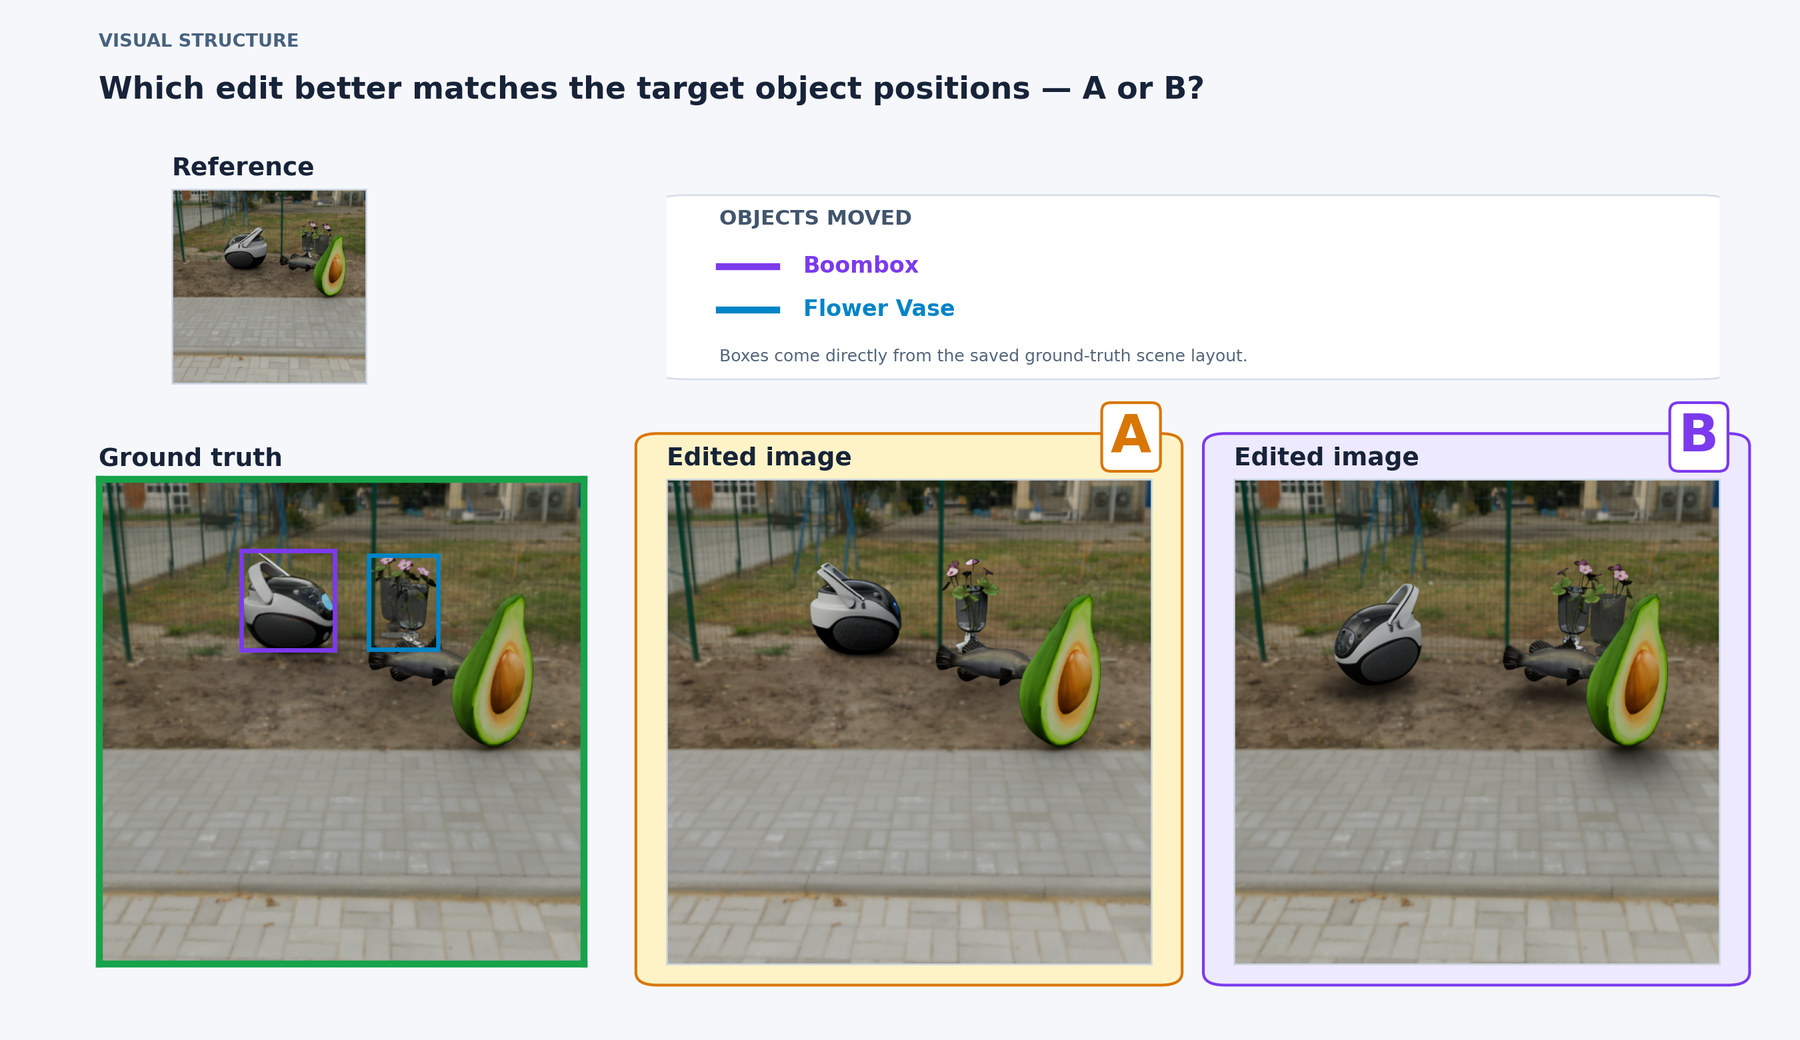 VISUAL STRUCTURE
Which edit better matches the target object positions — A or B?
Reference
OBJECTS MOVED
Boombox
Flower Vase
Boxes come directly from the saved ground-truth scene layout.
Ground truth
A
Edited image
B
Edited image